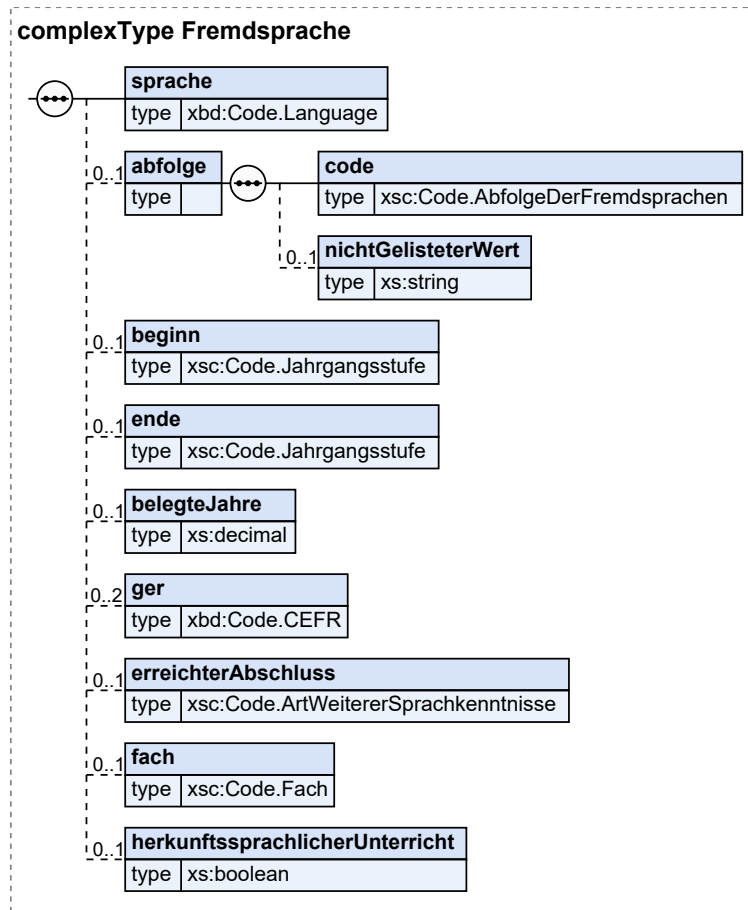 complexType Fremdsprache
sprache
type xbd:Code.Language
0..1 abfolge
type
code
type xsc:Code.AbfolgeDerFremdsprachen
0..1 nichtGelisteterWert
type xs:string
0..1 beginn
type xsc:Code.Jahrgangsstufe
0..1 ende
type xsc:Code.Jahrgangsstufe
0..1 belegteJahre
type xs:decimal
0..2 ger
type xbd:Code.CEFR
0..1 erreichterAbschluss
type xsc:Code.ArtWeitererSprachkenntnisse
0..1 fach
type xsc:Code.Fach
0..1 herkunftssprachlicherUnterricht
type xs:boolean